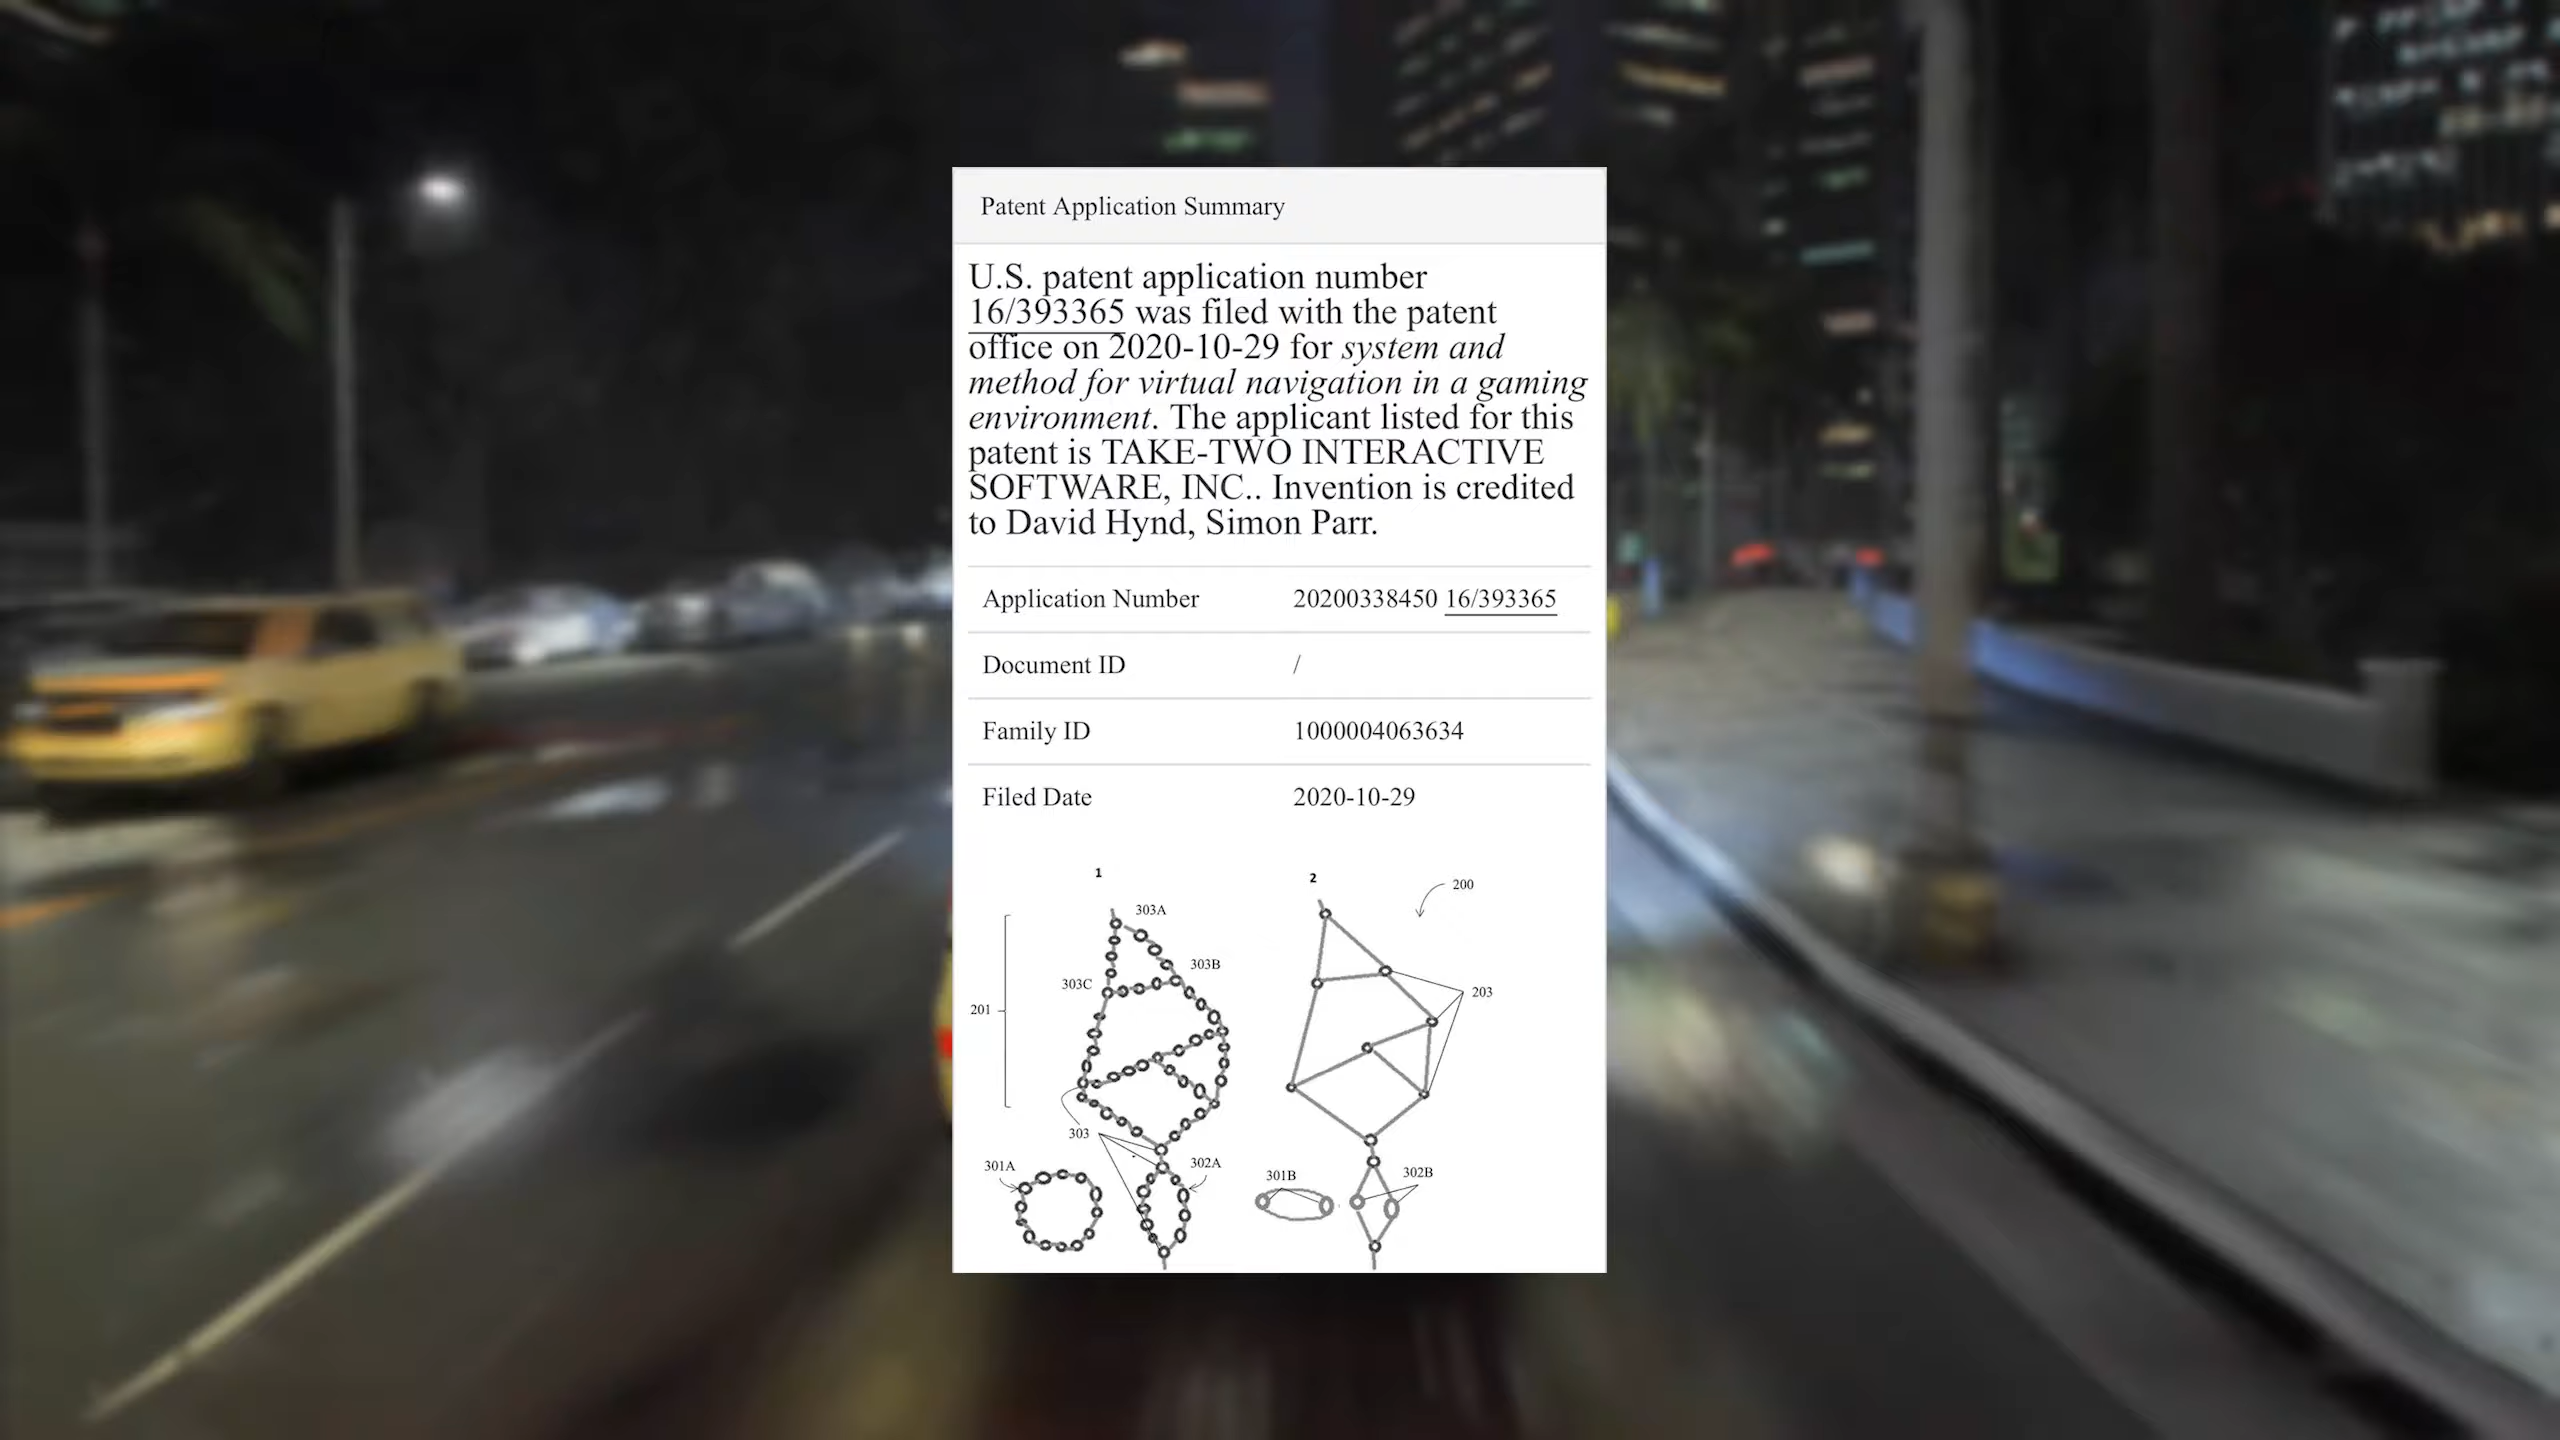 Patent Application Summary
U.S. patent application number
16/393365 was filed with the patent
office on 2020-10-29 for system and
method for virtual navigation in a gaming
environment. The applicant listed for this
patent is TAKE-TWO INTERACTIVE
SOFTWARE, INC.. Invention is credited
to David Hynd, Simon Parr.
Application Number 20200338450 16/393365
Document ID /
Family ID 1000004063634
Filed Date 2020-10-29
1
2
200
303A
303B
303C
203
201
303
301A
302A
301B
302B